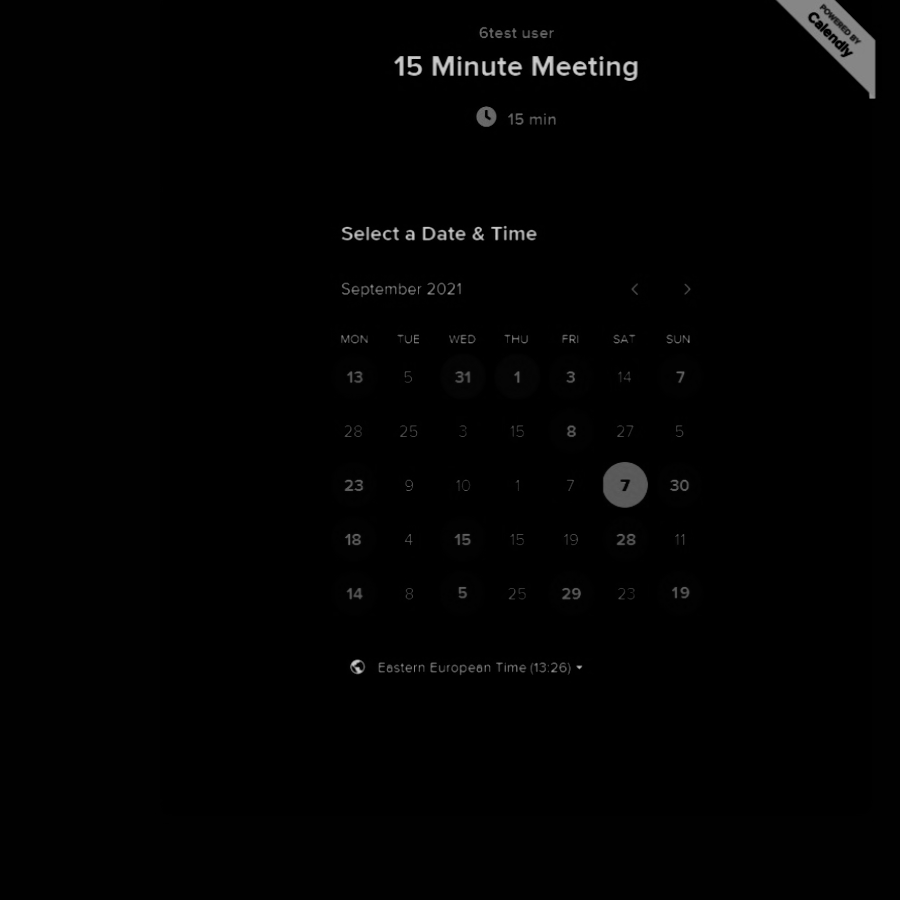 POWERED BY
Calendly
6test user
15 Minute Meeting
15 min
Select a Date & Time
September 2021
MON TUE WED THU FRI SAT SUN
13 5 31 1 3 14 7
28 25 3 15 8 27 5
23 9 10 1 7 7 30
18 4 15 15 19 28 11
14 8 5 25 29 23 19
Eastern European Time (13:26)